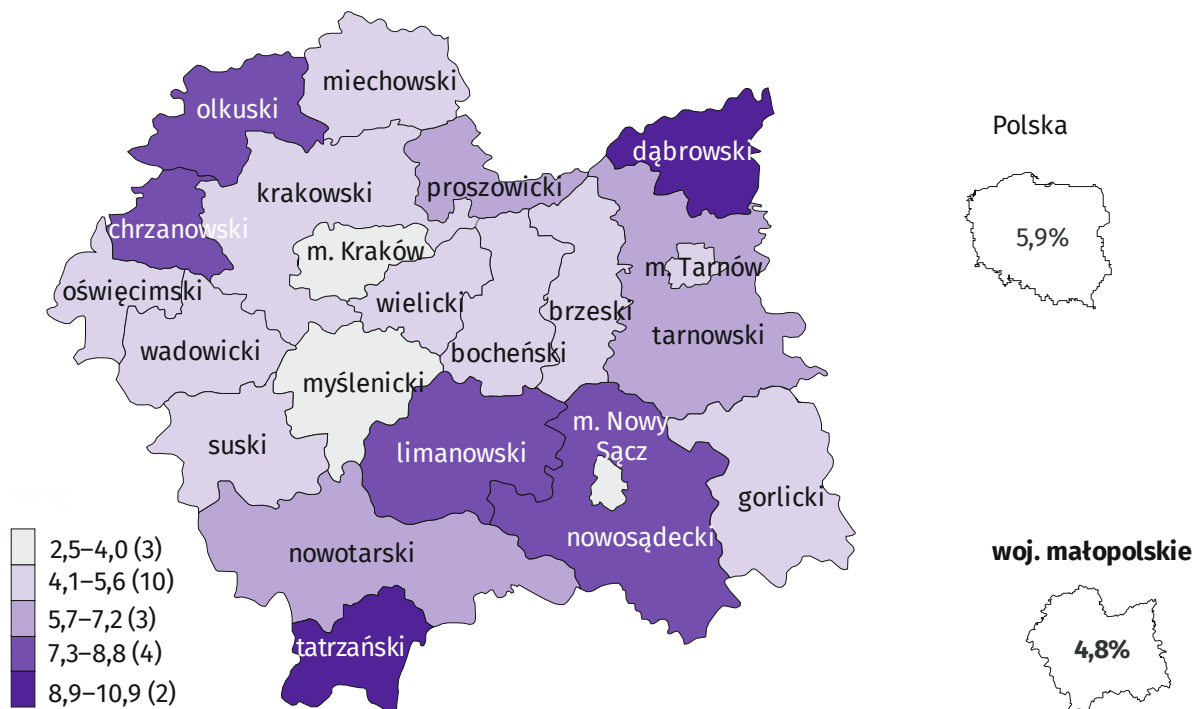 miechowski
olkuski
dąbrowski
Polska
krakowski
proszowicki
chrzanowski
5,9%
m. Kraków
m. Tarnów
oświęcimski
wielicki
brzeski
tarnowski
wadowicki
bocheński
myślenicki
m. Nowy
Sącz
suski
limanowski
gorlicki
nowosądecki
nowotarski
woj. małopolskie
tatrzański
4,8%
2,5–4,0 (3)
4,1–5,6 (10)
5,7–7,2 (3)
7,3–8,8 (4)
8,9–10,9 (2)